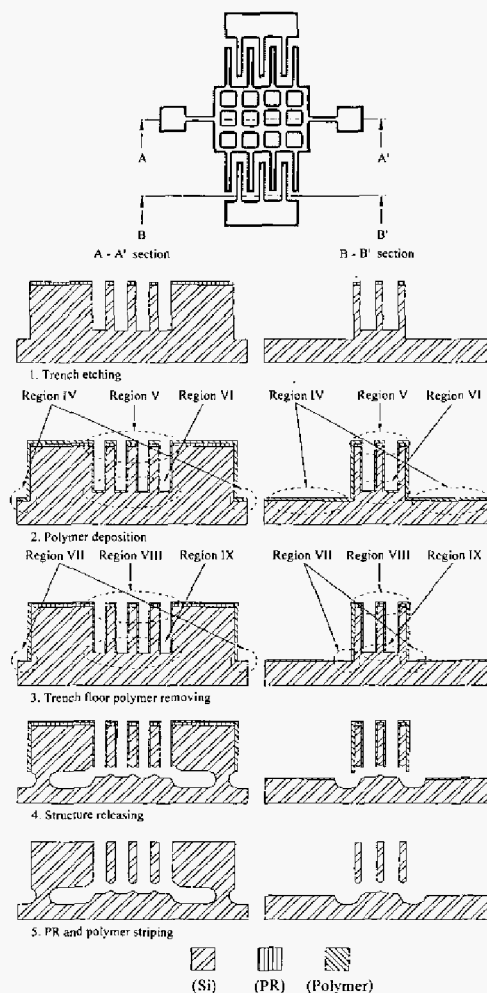 A A'
B B'
A - A' section B - B' section
1. Trench etching
Region IV Region V Region VI Region IV Region V Region VI
2. Polymer deposition
Region VII Region VIII Region IX Region VII Region VIII Region IX
3. Trench floor polymer removing
4. Structure releasing
5. PR and polymer striping
(Si) (PR) (Polymer)